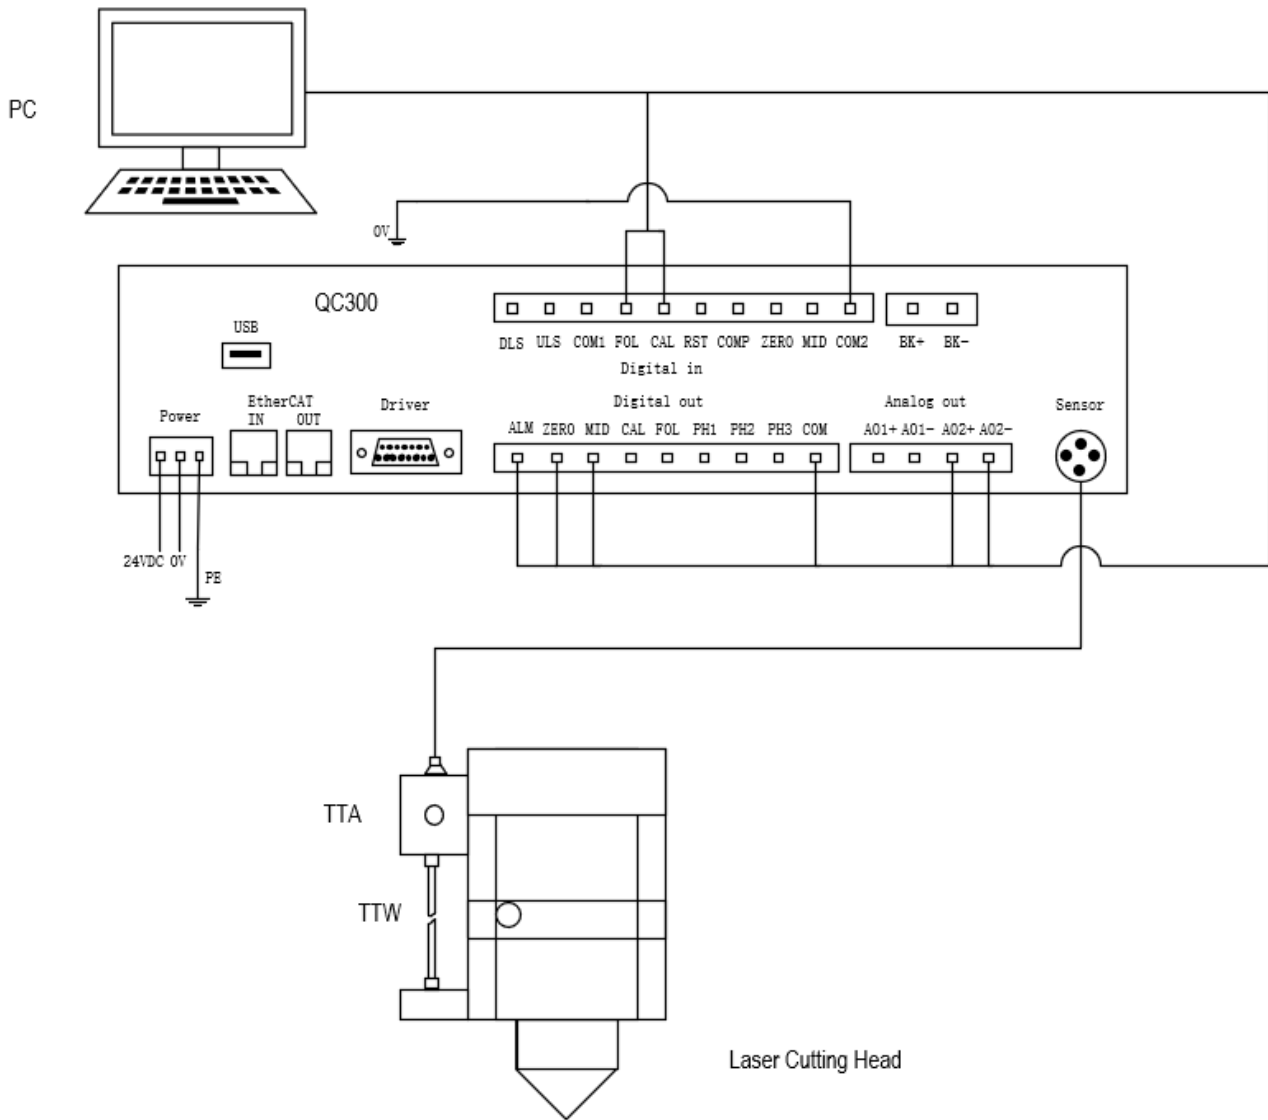 PC
0V
QC300
USB
DLS ULS COM1 FOL CAL RST COMP ZERO MID COM2
BK+ BK-
Digital in
Power
EtherCAT
IN OUT
Driver
Digital out
ALM ZERO MID CAL FOL PH1 PH2 PH3 COM
Analog out
AO1+ AO1- AO2+ AO2-
Sensor
24VDC 0V
PE
TTA
TTW
Laser Cutting Head